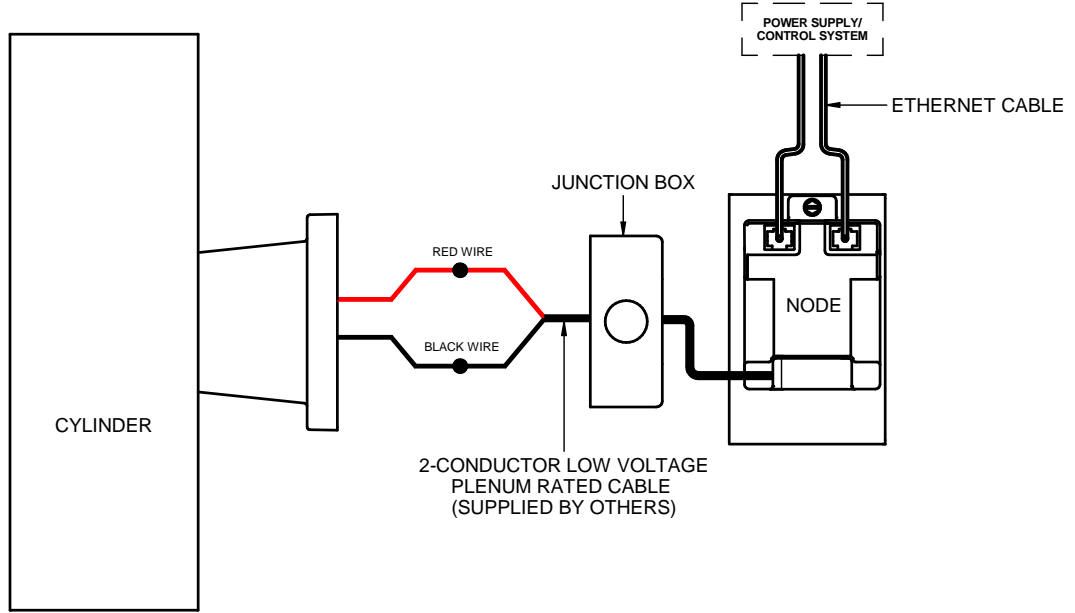 POWER SUPPLY/
CONTROL SYSTEM
ETHERNET CABLE
JUNCTION BOX
RED WIRE
NODE
BLACK WIRE
CYLINDER
2-CONDUCTOR LOW VOLTAGE
PLENUM RATED CABLE
(SUPPLIED BY OTHERS)